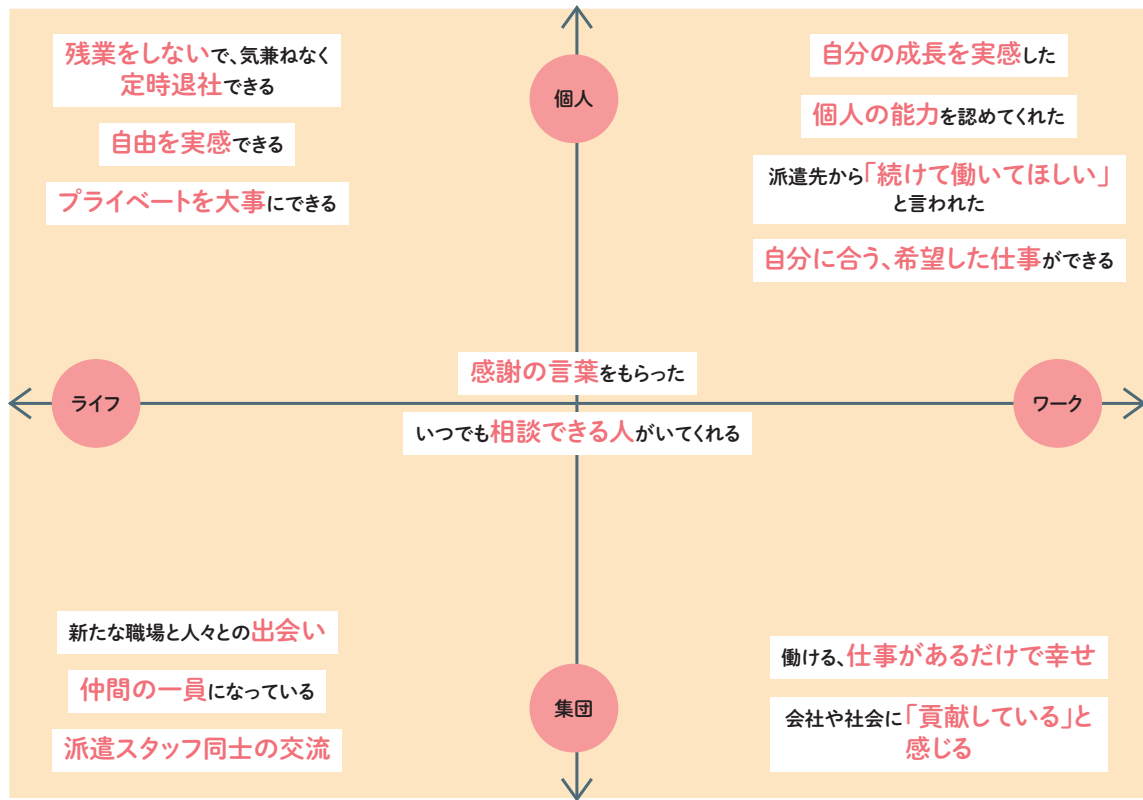 残業をしないで、気兼ねなく
定時退社できる
自由を実感できる
プライベートを大事にできる
個人
自分の成長を実感した
個人の能力を認めてくれた
派遣先から「続けて働いてほしい」
と言われた
自分に合う、希望した仕事ができる
感謝の言葉をもらった
ライフ
ワーク
いつでも相談できる人がいてくれる
新たな職場と人々との出会い
仲間の一員になっている
派遣スタッフ同士の交流
集団
働ける、仕事があるだけで幸せ
会社や社会に「貢献している」と
感じる